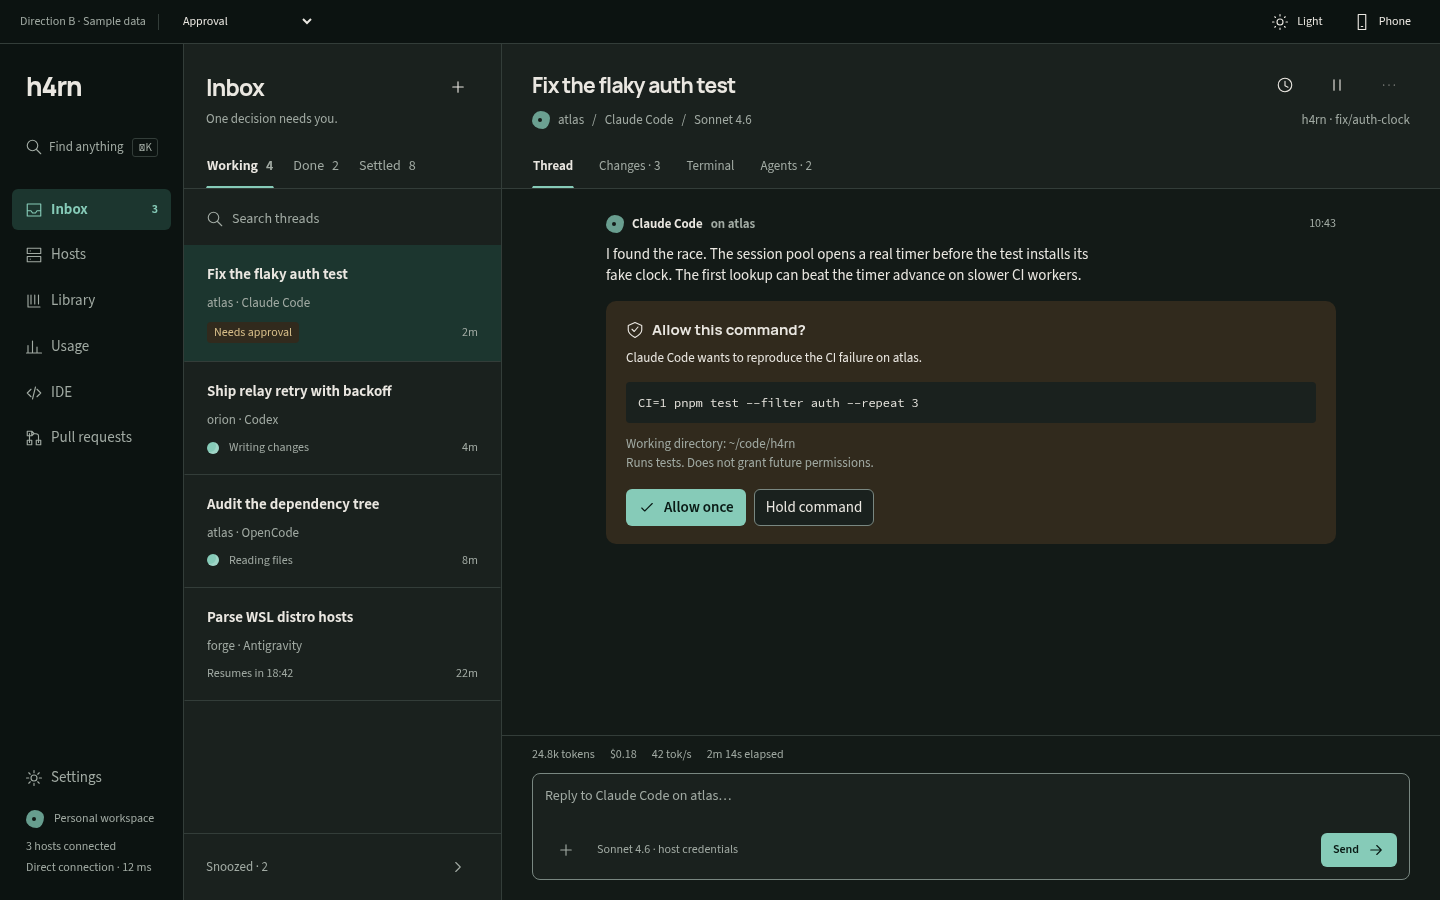 Direction B · Sample data
Approval
Light
Phone
h4rn
Find anything
K
Inbox 3
Hosts
Library
Usage
IDE
Pull requests
Settings
Personal workspace
3 hosts connected
Direct connection · 12 ms
Inbox
One decision needs you.
Working 4 Done 2 Settled 8
Search threads
Fix the flaky auth test
atlas · Claude Code
Needs approval 2m
Ship relay retry with backoff
orion · Codex
Writing changes 4m
Audit the dependency tree
atlas · OpenCode
Reading files 8m
Parse WSL distro hosts
forge · Antigravity
Resumes in 18:42 22m
Snoozed · 2
Fix the flaky auth test
atlas / Claude Code / Sonnet 4.6
h4rn · fix/auth-clock
Thread Changes · 3 Terminal Agents · 2
Claude Code on atlas 10:43
I found the race. The session pool opens a real timer before the test installs its
fake clock. The first lookup can beat the timer advance on slower CI workers.
Allow this command?
Claude Code wants to reproduce the CI failure on atlas.
CI=1 pnpm test --filter auth --repeat 3
Working directory: ~/code/h4rn
Runs tests. Does not grant future permissions.
Allow once Hold command
24.8k tokens $0.18 42 tok/s 2m 14s elapsed
Reply to Claude Code on atlas…
Sonnet 4.6 · host credentials
Send